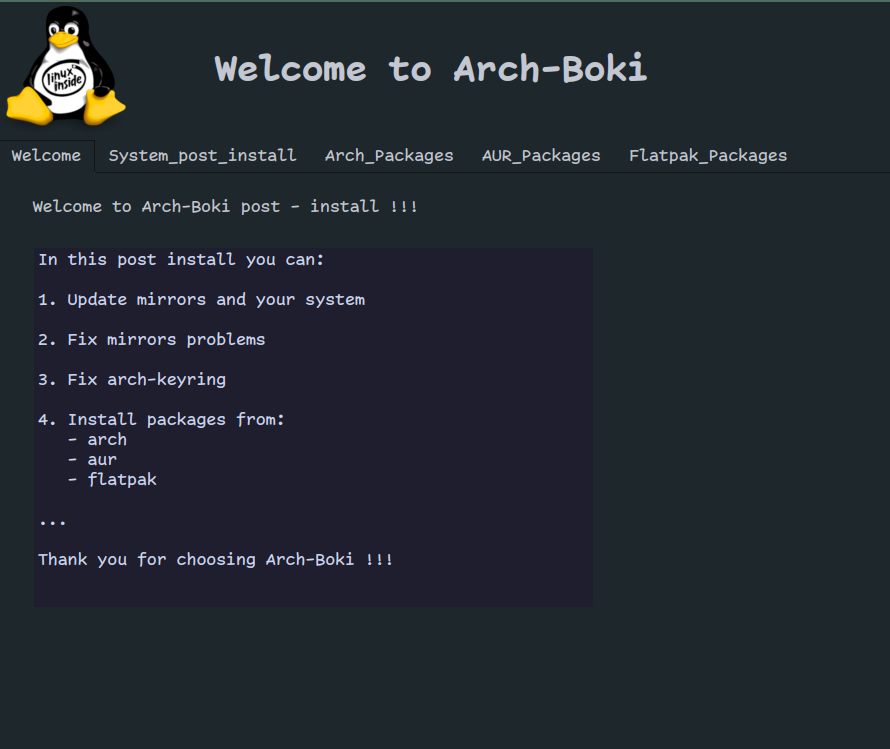 linux
inside
Welcome to Arch-Boki
Welcome System_post_install Arch_Packages AUR_Packages Flatpak_Packages
Welcome to Arch-Boki post - install !!!
In this post install you can:
1. Update mirrors and your system
2. Fix mirrors problems
3. Fix arch-keyring
4. Install packages from:
- arch
- aur
- flatpak
...
Thank you for choosing Arch-Boki !!!